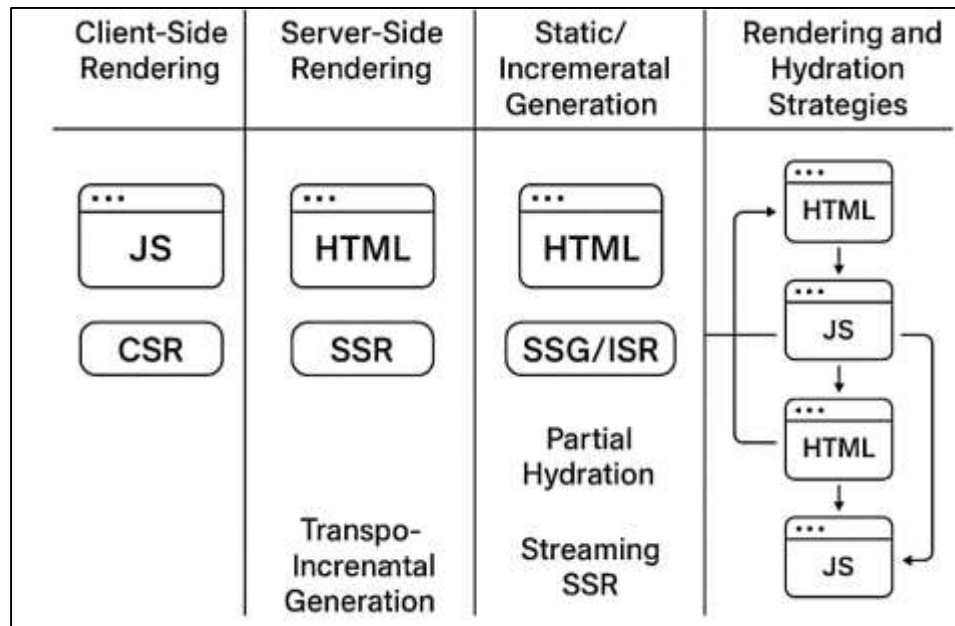 Client-Side
Rendering
Server-Side
Rendering
Static/
Incremeratal
Generation
Rendering and
Hydration
Strategies
JS
CSR
HTML
SSR
Transpo-
Increnatal
Generation
HTML
SSG/ISR
Partial
Hydration
Streaming
SSR
HTML
JS
HTML
JS